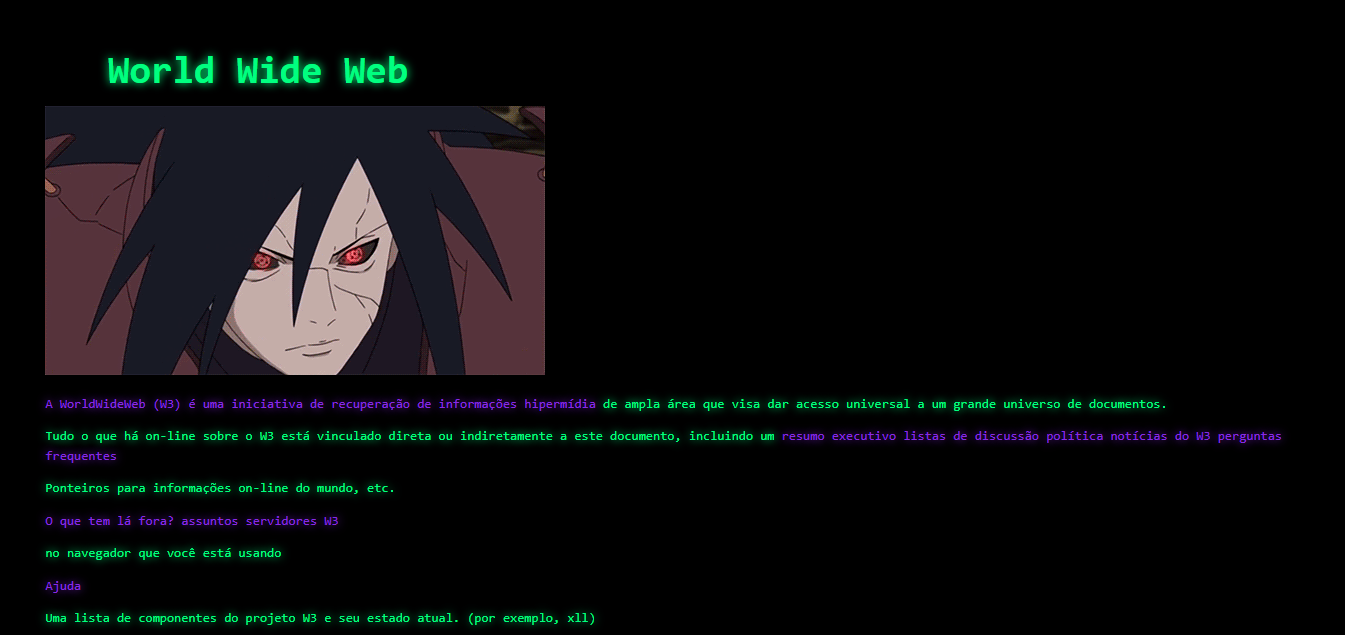 World Wide Web
A WorldWideWeb (W3) é uma iniciativa de recuperação de informações hipermídia de ampla área que visa dar acesso universal a um grande universo de documentos.
Tudo o que há on-line sobre o W3 está vinculado direta ou indiretamente a este documento, incluindo um resumo executivo listas de discussão política notícias do W3 perguntas
frequentes
Ponteiros para informações on-line do mundo, etc.
O que tem lá fora? assuntos servidores W3
no navegador que você está usando
Ajuda
Uma lista de componentes do projeto W3 e seu estado atual. (por exemplo, xll)